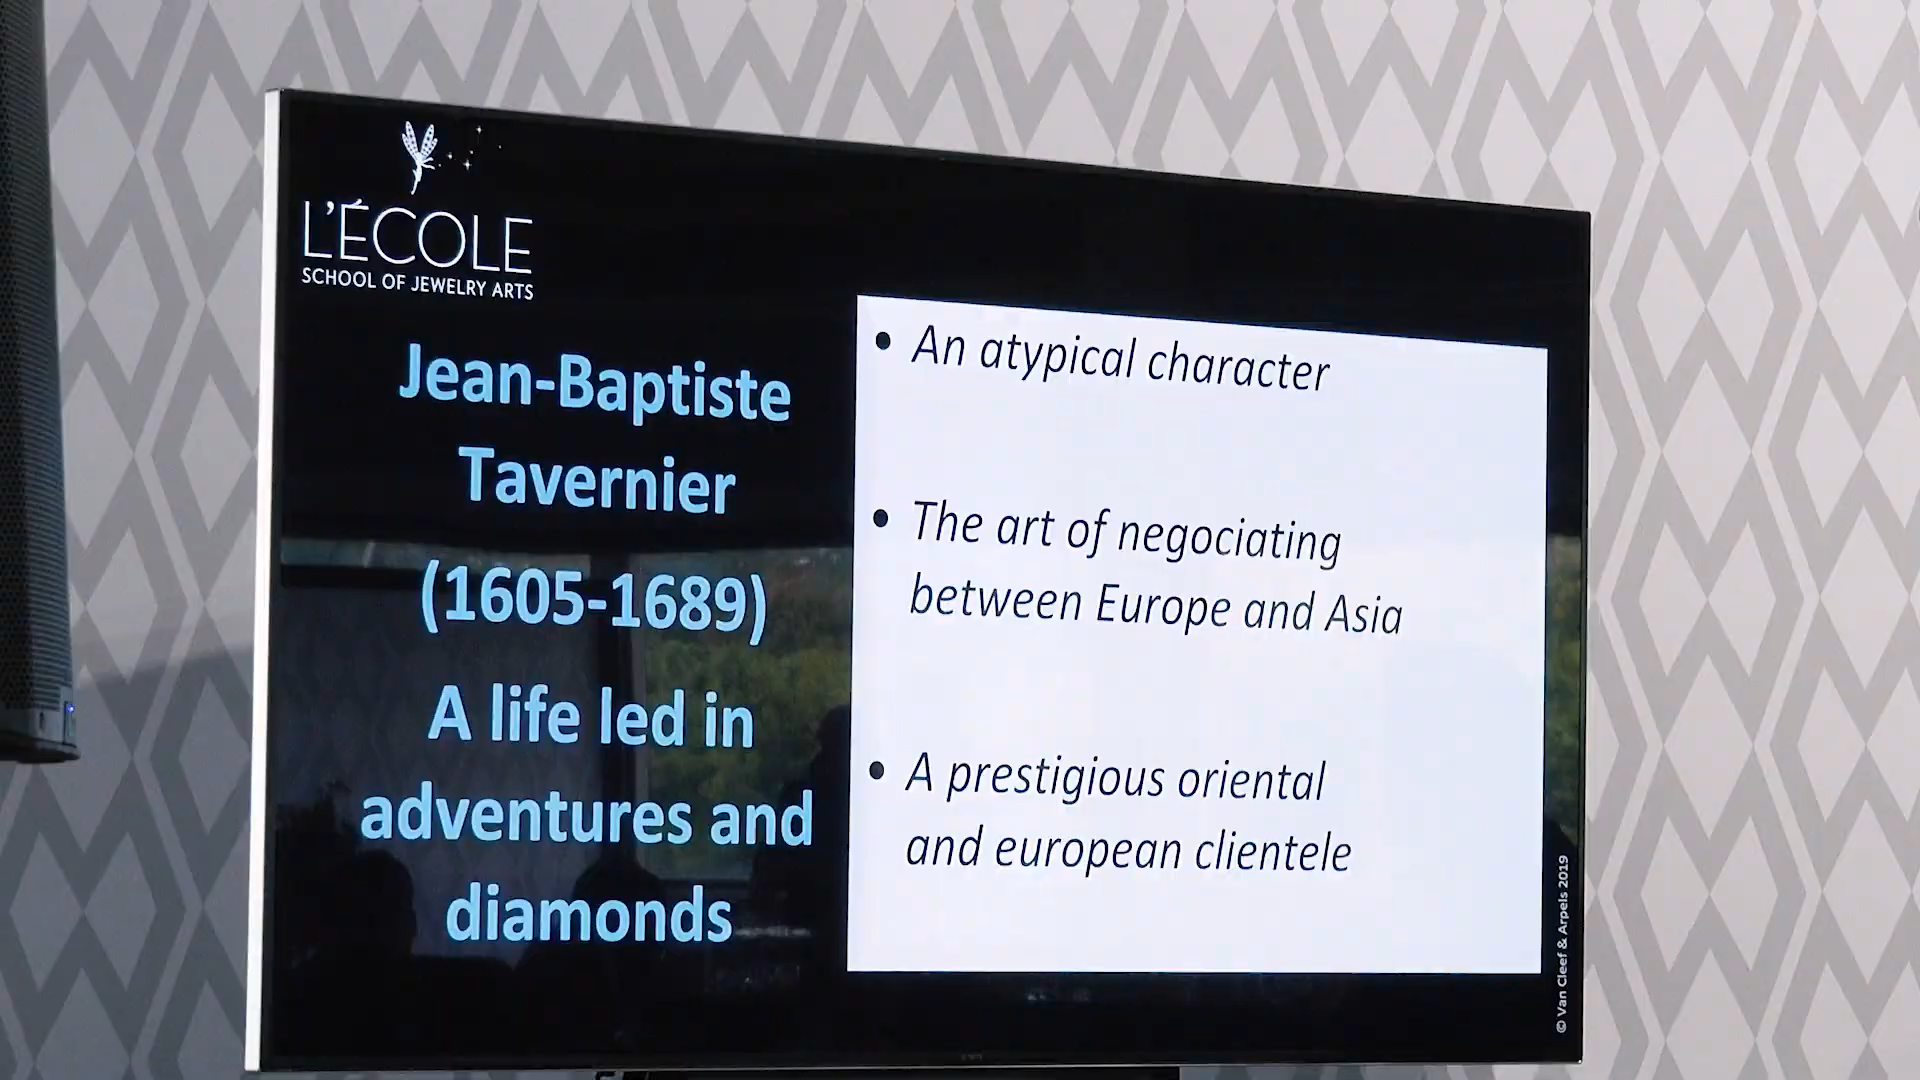 L'ÉCOLE
SCHOOL OF JEWELRY ARTS
Jean-Baptiste
Tavernier
(1605-1689)
A life led in
adventures and
diamonds
• An atypical character
• The art of negociating
between Europe and Asia
• A prestigious oriental
and european clientele
© Van Cleef & Arpels 2019